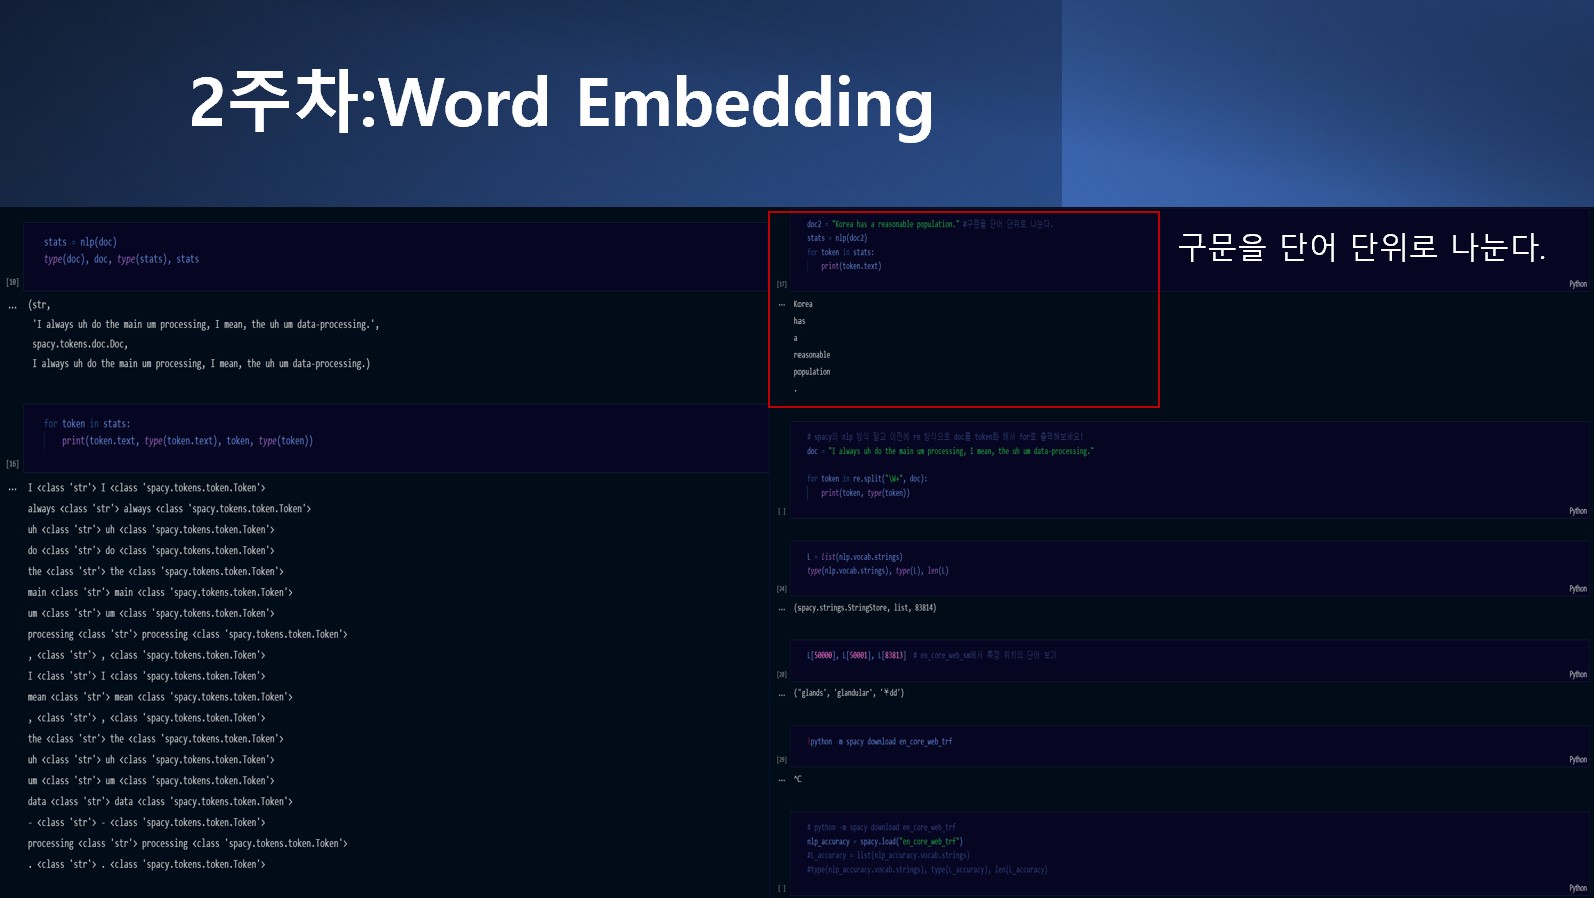 2주차:Word Embedding
stats = nlp(doc)
type(doc), doc, type(stats), stats
[10]
... (str,
'I always uh do the main um processing, I mean, the uh um data-processing.',
spacy.tokens.doc.Doc,
I always uh do the main um processing, I mean, the uh um data-processing.)
for token in stats:
print(token.text, type(token.text), token, type(token))
[16]
... I <class 'str'> I <class 'spacy.tokens.token.Token'>
always <class 'str'> always <class 'spacy.tokens.token.Token'>
uh <class 'str'> uh <class 'spacy.tokens.token.Token'>
do <class 'str'> do <class 'spacy.tokens.token.Token'>
the <class 'str'> the <class 'spacy.tokens.token.Token'>
main <class 'str'> main <class 'spacy.tokens.token.Token'>
um <class 'str'> um <class 'spacy.tokens.token.Token'>
processing <class 'str'> processing <class 'spacy.tokens.token.Token'>
, <class 'str'> , <class 'spacy.tokens.token.Token'>
I <class 'str'> I <class 'spacy.tokens.token.Token'>
mean <class 'str'> mean <class 'spacy.tokens.token.Token'>
, <class 'str'> , <class 'spacy.tokens.token.Token'>
the <class 'str'> the <class 'spacy.tokens.token.Token'>
uh <class 'str'> uh <class 'spacy.tokens.token.Token'>
um <class 'str'> um <class 'spacy.tokens.token.Token'>
data <class 'str'> data <class 'spacy.tokens.token.Token'>
- <class 'str'> - <class 'spacy.tokens.token.Token'>
processing <class 'str'> processing <class 'spacy.tokens.token.Token'>
. <class 'str'> . <class 'spacy.tokens.token.Token'>
doc2 = "Korea has a reasonable population." #구문을 단어 단위로 나눈다.
stats = nlp(doc2)
for token in stats:
print(token.text)
[17]
Python
구문을 단어 단위로 나눈다.
... Korea
has
a
reasonable
population
.
# spacy의 nlp 방식 말고 이전에 re 방식으로 doc를 token화 해서 for로 출력해보세요!
doc = "I always uh do the main um processing, I mean, the uh um data-processing."
for token in re.split("\W+", doc):
print(token, type(token))
[ ]
Python
L = list(nlp.vocab.strings)
type(nlp.vocab.strings), type(L), len(L)
[24]
Python
... (spacy.strings.StringStore, list, 83814)
L[50000], L[50001], L[83813] # en_core_web_sm에서 특정 위치의 단어 보기
[28]
Python
... ("glands', 'glandular', '¥dd')
!python -m spacy download en_core_web_trf
[29]
Python
... ^C
# python -m spacy download en_core_web_trf
nlp_accuracy = spacy.load("en_core_web_trf")
#L_accuracy = list(nlp_accuracy.vocab.strings)
#type(nlp_accuracy.vocab.strings), type(L_accuracy), len(L_accuracy)
[ ]
Python